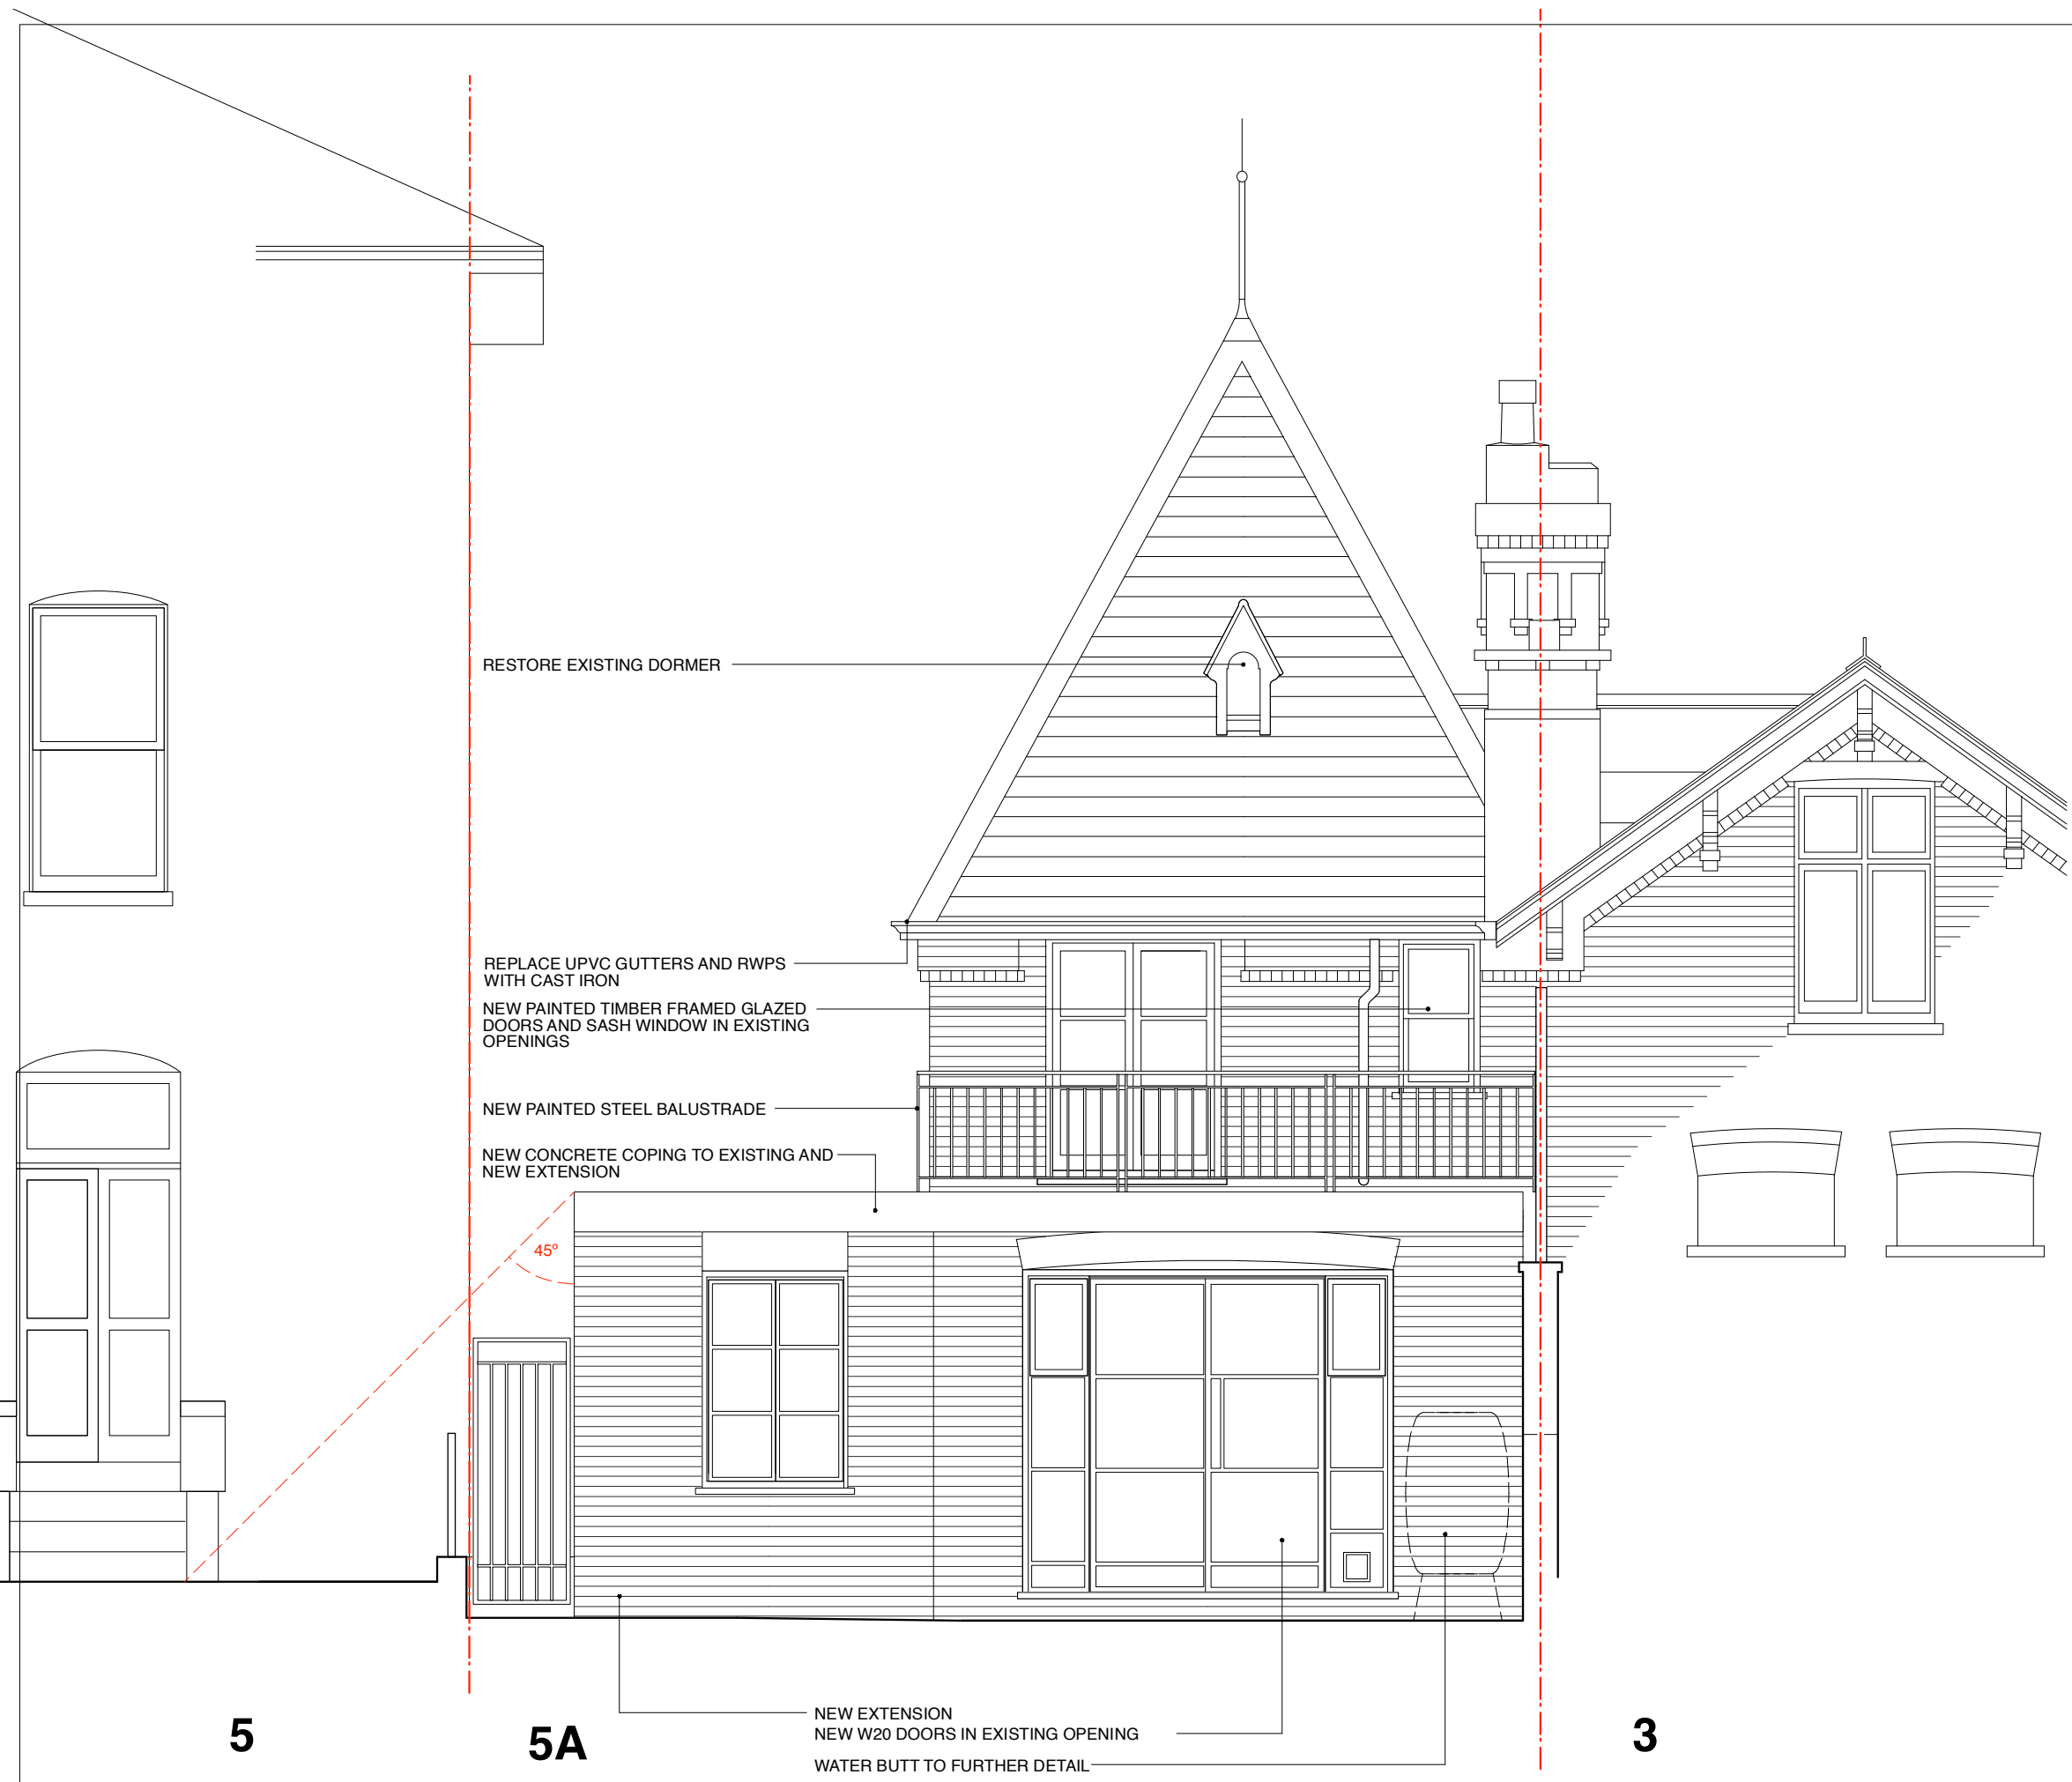 RESTORE EXISTING DORMER
REPLACE UPVC GUTTERS AND RWPS
WITH CAST IRON
NEW PAINTED TIMBER FRAMED GLAZED
DOORS AND SASH WINDOW IN EXISTING
OPENINGS
NEW PAINTED STEEL BALUSTRADE
NEW CONCRETE COPING TO EXISTING AND
NEW EXTENSION
45º
NEW EXTENSION
NEW W20 DOORS IN EXISTING OPENING
WATER BUTT TO FURTHER DETAIL
5
5A
3